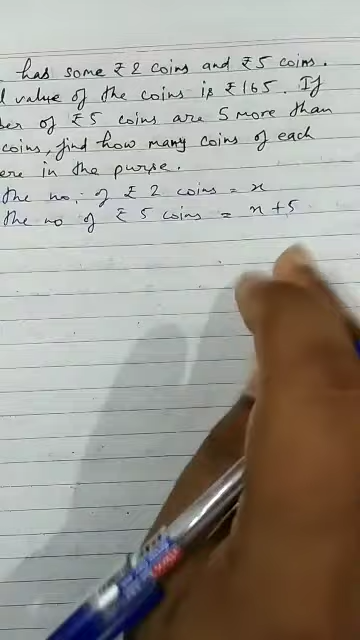 has some ₹2 coins and ₹5 coins.
l value of the coins is ₹165. If
ber of ₹5 coins are 5 more than
coins, find how many coins of each
ere in the purse.
the no. of ₹ 2 coins = x
the no of ₹ 5 coins = x + 5